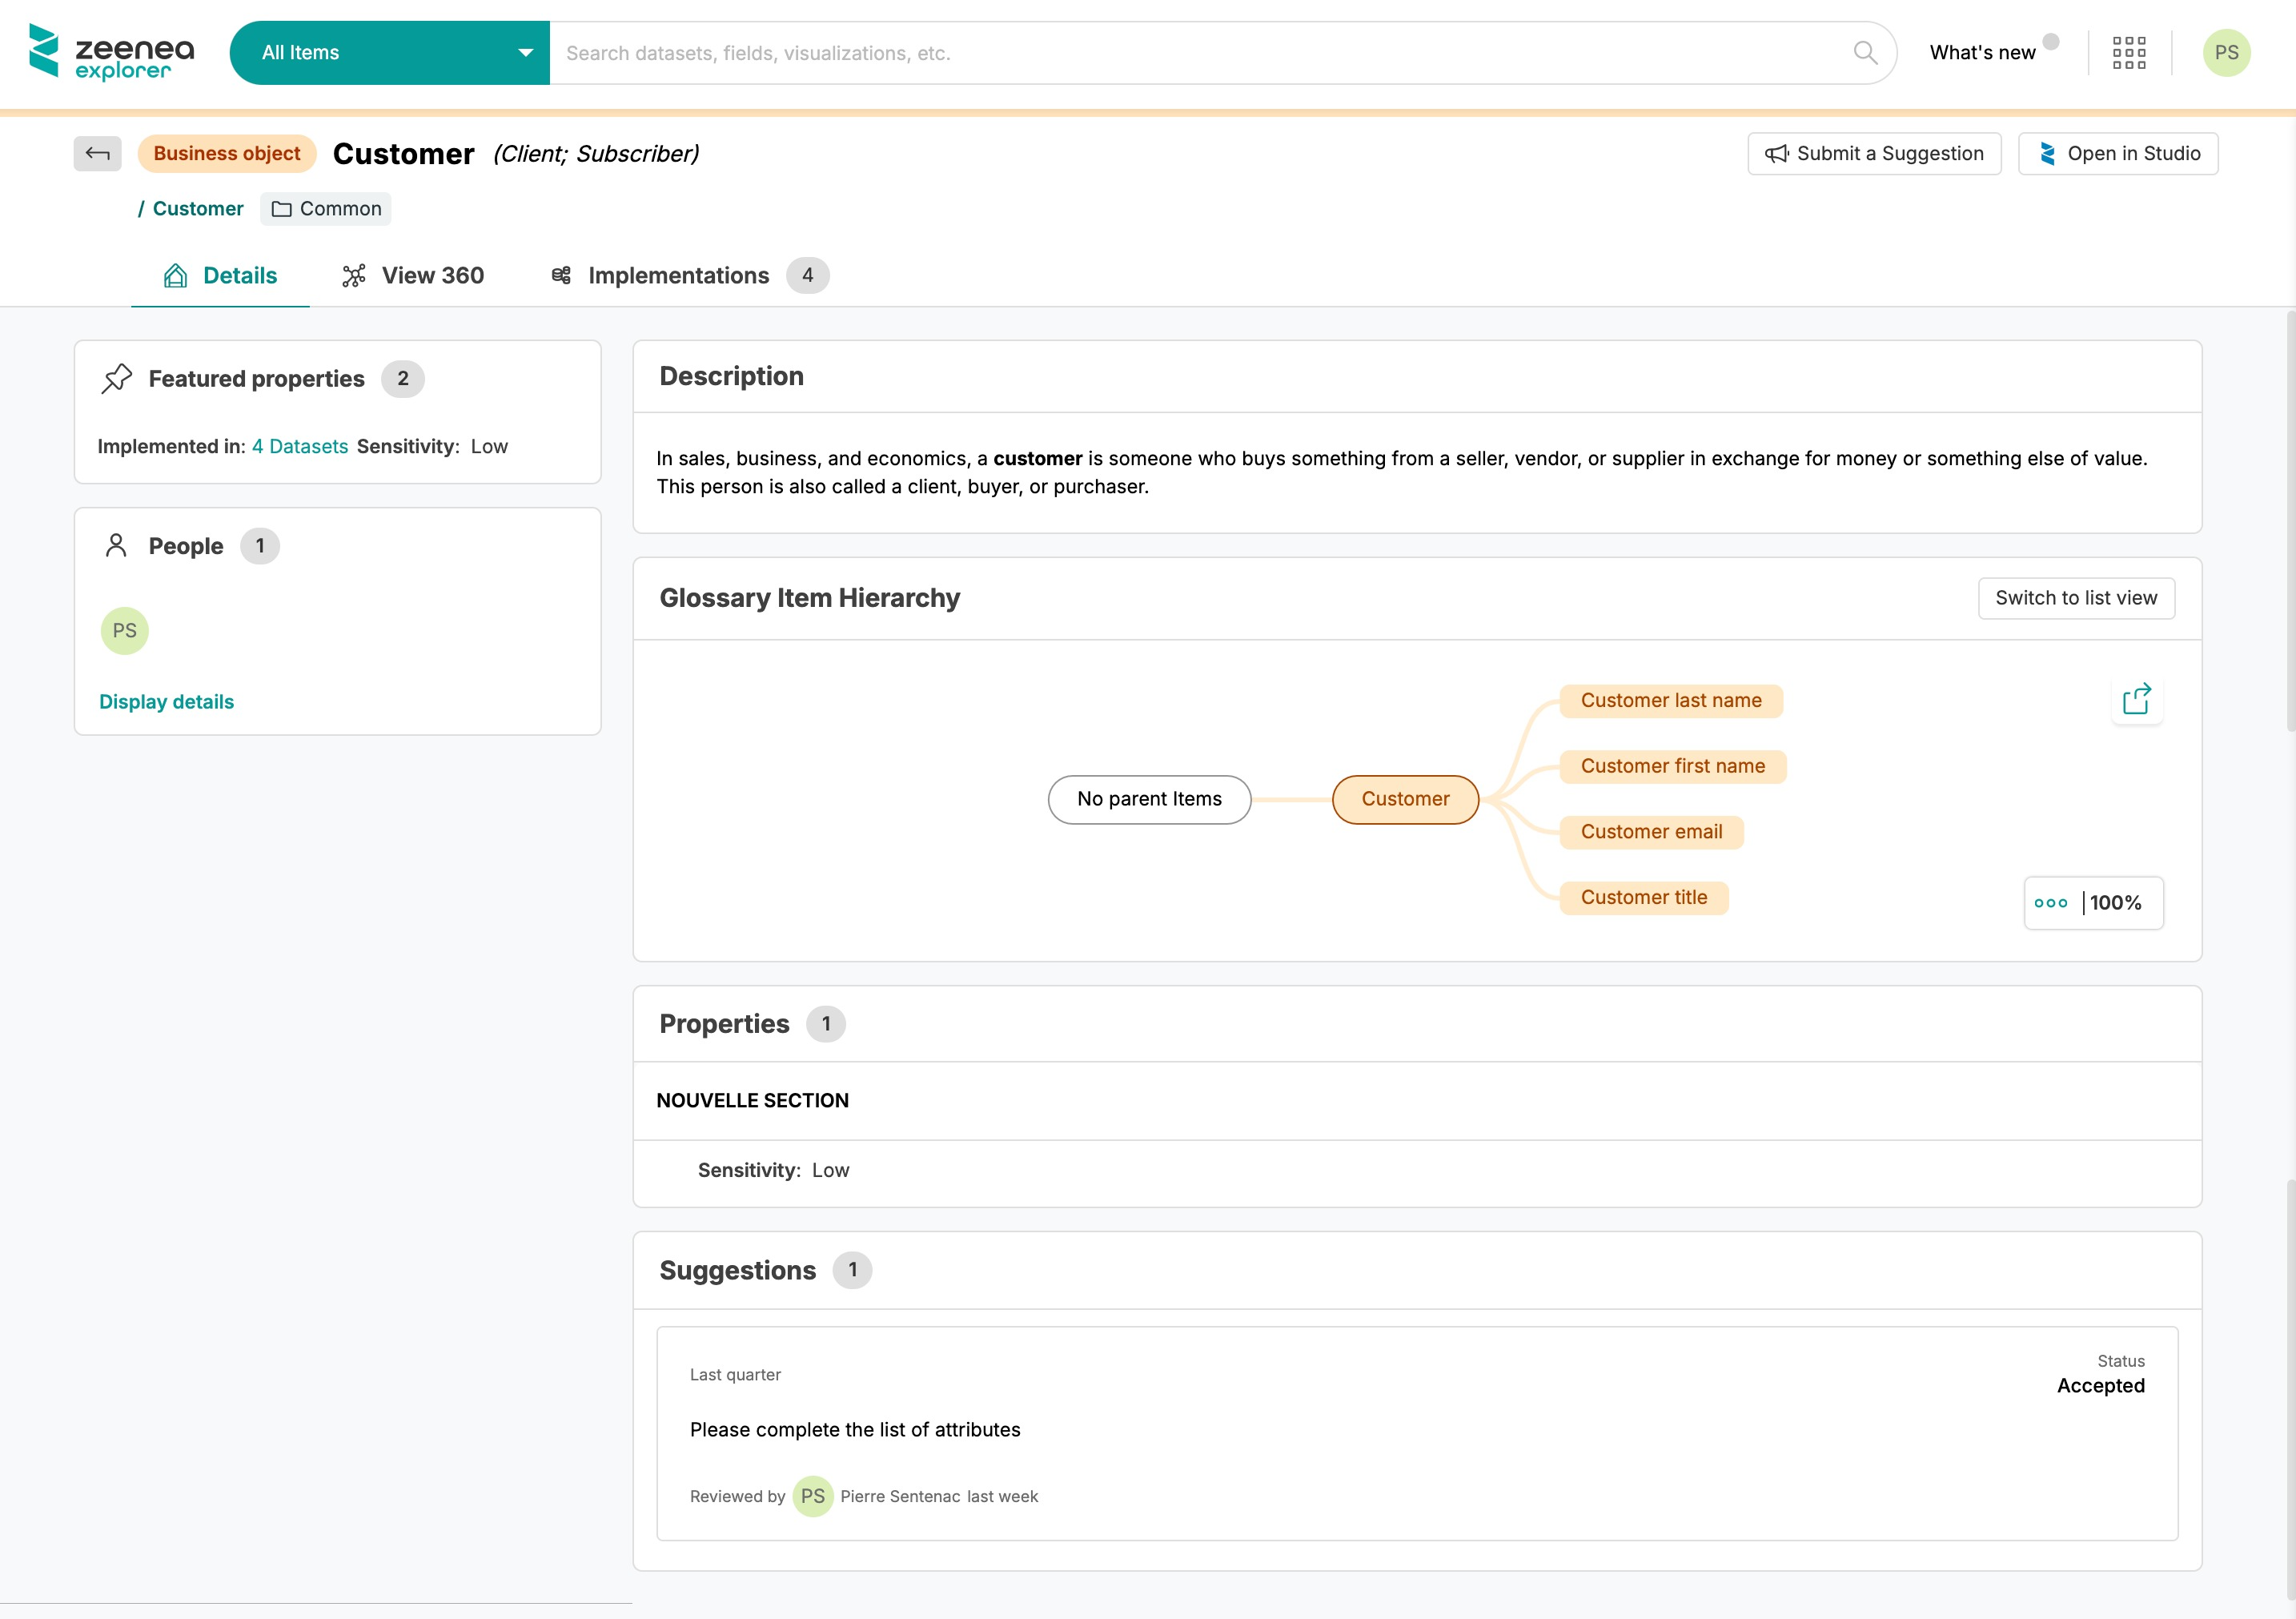 zeenea
explorer
All Items
Search datasets, fields, visualizations, etc.
What's new
PS
Business object
Customer (Client; Subscriber)
Submit a Suggestion
Open in Studio
/ Customer
Common
Details
View 360
Implementations 4
Featured properties 2
Implemented in: 4 Datasets Sensitivity: Low
People 1
PS
Display details
Description
In sales, business, and economics, a customer is someone who buys something from a seller, vendor, or supplier in exchange for money or something else of value.
This person is also called a client, buyer, or purchaser.
Glossary Item Hierarchy
Switch to list view
No parent Items
Customer
Customer last name
Customer first name
Customer email
Customer title
100%
Properties 1
NOUVELLE SECTION
Sensitivity: Low
Suggestions 1
Last quarter
Status
Accepted
Please complete the list of attributes
Reviewed by PS Pierre Sentenac last week